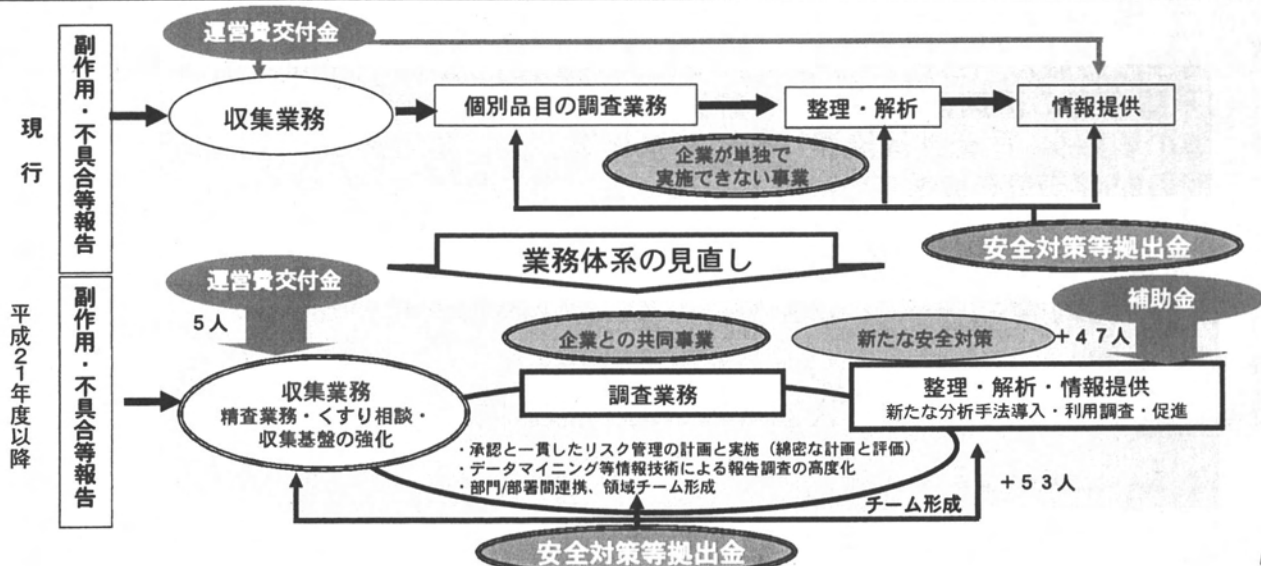 現行
副作用・不具合等報告
運営費交付金
収集業務
個別品目の調査業務
整理・解析
情報提供
企業が単独で
実施できない事業
安全対策等拠出金
業務体系の見直し
平成21年度以降
副作用・不具合等報告
運営費交付金
5人
補助金
企業との共同事業
新たな安全対策
+47人
収集業務
精査業務・くすり相談・
収集基盤の強化
調査業務
整理・解析・情報提供
新たな分析手法導入・利用調査・促進
・承認と一貫したリスク管理の計画と実施（綿密な計画と評価）
・データマイニング等情報技術による報告調査の高度化
・部門/部署間連携、領域チーム形成
+53人
チーム形成
安全対策等拠出金